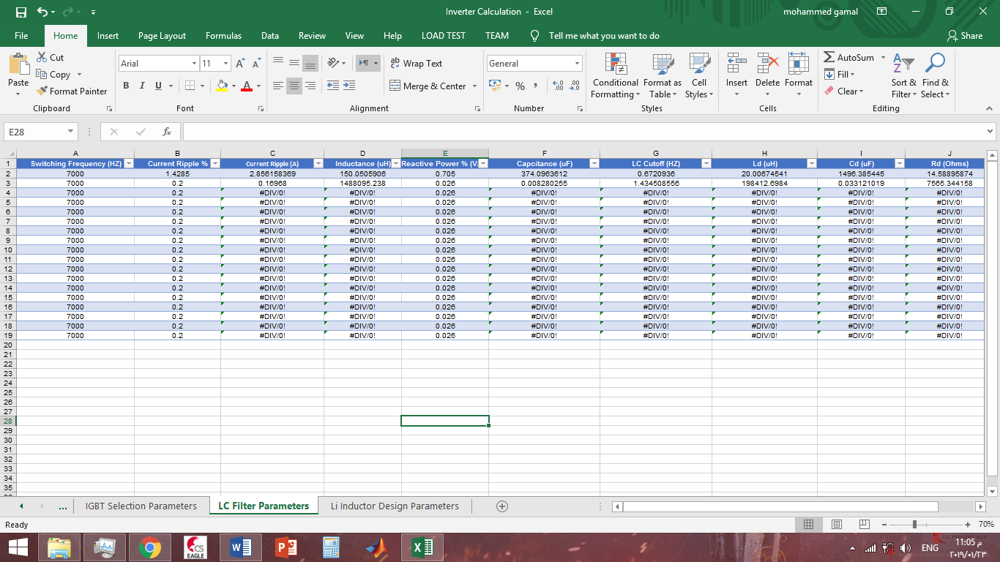 Inverter Calculation - Excel
mohammed gamal
File Home Insert Page Layout Formulas Data Review View Help LOAD TEST TEAM Tell me what you want to do Share
Paste
Cut
Copy
Format Painter
Clipboard
Arial 11
B I U
Font
Wrap Text
Merge & Center
Alignment
General
Number
Conditional Formatting
Format as Table
Cell Styles
Styles
Insert Delete Format
Cells
AutoSum
Fill
Clear
Sort & Filter
Find & Select
Editing
E28 fx
A B C D E F G H I J
1 Switching Frequency (HZ) Current Ripple % Current Ripple (A) Inductance (uH) Reactive Power % (V. Capcitance (uF) LC Cutoff (HZ) Ld (uH) Cd (uF) Rd (Ohms)
2 7000 1.4285 2.856158369 150.0505906 0.705 374.0963612 0.6720936 20.00674541 1496.385445 14.58895874
3 7000 0.2 0.16968 1488095.238 0.026 0.008280255 1.434508556 198412.6984 0.033121019 7565.344158
4 7000 0.2 #DIV/0! #DIV/0! 0.026 #DIV/0! #DIV/0! #DIV/0! #DIV/0! #DIV/0!
5 7000 0.2 #DIV/0! #DIV/0! 0.026 #DIV/0! #DIV/0! #DIV/0! #DIV/0! #DIV/0!
6 7000 0.2 #DIV/0! #DIV/0! 0.026 #DIV/0! #DIV/0! #DIV/0! #DIV/0! #DIV/0!
7 7000 0.2 #DIV/0! #DIV/0! 0.026 #DIV/0! #DIV/0! #DIV/0! #DIV/0! #DIV/0!
8 7000 0.2 #DIV/0! #DIV/0! 0.026 #DIV/0! #DIV/0! #DIV/0! #DIV/0! #DIV/0!
9 7000 0.2 #DIV/0! #DIV/0! 0.026 #DIV/0! #DIV/0! #DIV/0! #DIV/0! #DIV/0!
10 7000 0.2 #DIV/0! #DIV/0! 0.026 #DIV/0! #DIV/0! #DIV/0! #DIV/0! #DIV/0!
11 7000 0.2 #DIV/0! #DIV/0! 0.026 #DIV/0! #DIV/0! #DIV/0! #DIV/0! #DIV/0!
12 7000 0.2 #DIV/0! #DIV/0! 0.026 #DIV/0! #DIV/0! #DIV/0! #DIV/0! #DIV/0!
13 7000 0.2 #DIV/0! #DIV/0! 0.026 #DIV/0! #DIV/0! #DIV/0! #DIV/0! #DIV/0!
14 7000 0.2 #DIV/0! #DIV/0! 0.026 #DIV/0! #DIV/0! #DIV/0! #DIV/0! #DIV/0!
15 7000 0.2 #DIV/0! #DIV/0! 0.026 #DIV/0! #DIV/0! #DIV/0! #DIV/0! #DIV/0!
16 7000 0.2 #DIV/0! #DIV/0! 0.026 #DIV/0! #DIV/0! #DIV/0! #DIV/0! #DIV/0!
17 7000 0.2 #DIV/0! #DIV/0! 0.026 #DIV/0! #DIV/0! #DIV/0! #DIV/0! #DIV/0!
18 7000 0.2 #DIV/0! #DIV/0! 0.026 #DIV/0! #DIV/0! #DIV/0! #DIV/0! #DIV/0!
19 7000 0.2 #DIV/0! #DIV/0! 0.026 #DIV/0! #DIV/0! #DIV/0! #DIV/0! #DIV/0!
20
21
22
23
24
25
26
27
28
29
30
31
32
33
34
35
... IGBT Selection Parameters LC Filter Parameters Li Inductor Design Parameters
Ready 70%
CS EAGLE
ENG
11:05 م
٢٠١٩/٠١/٢٣